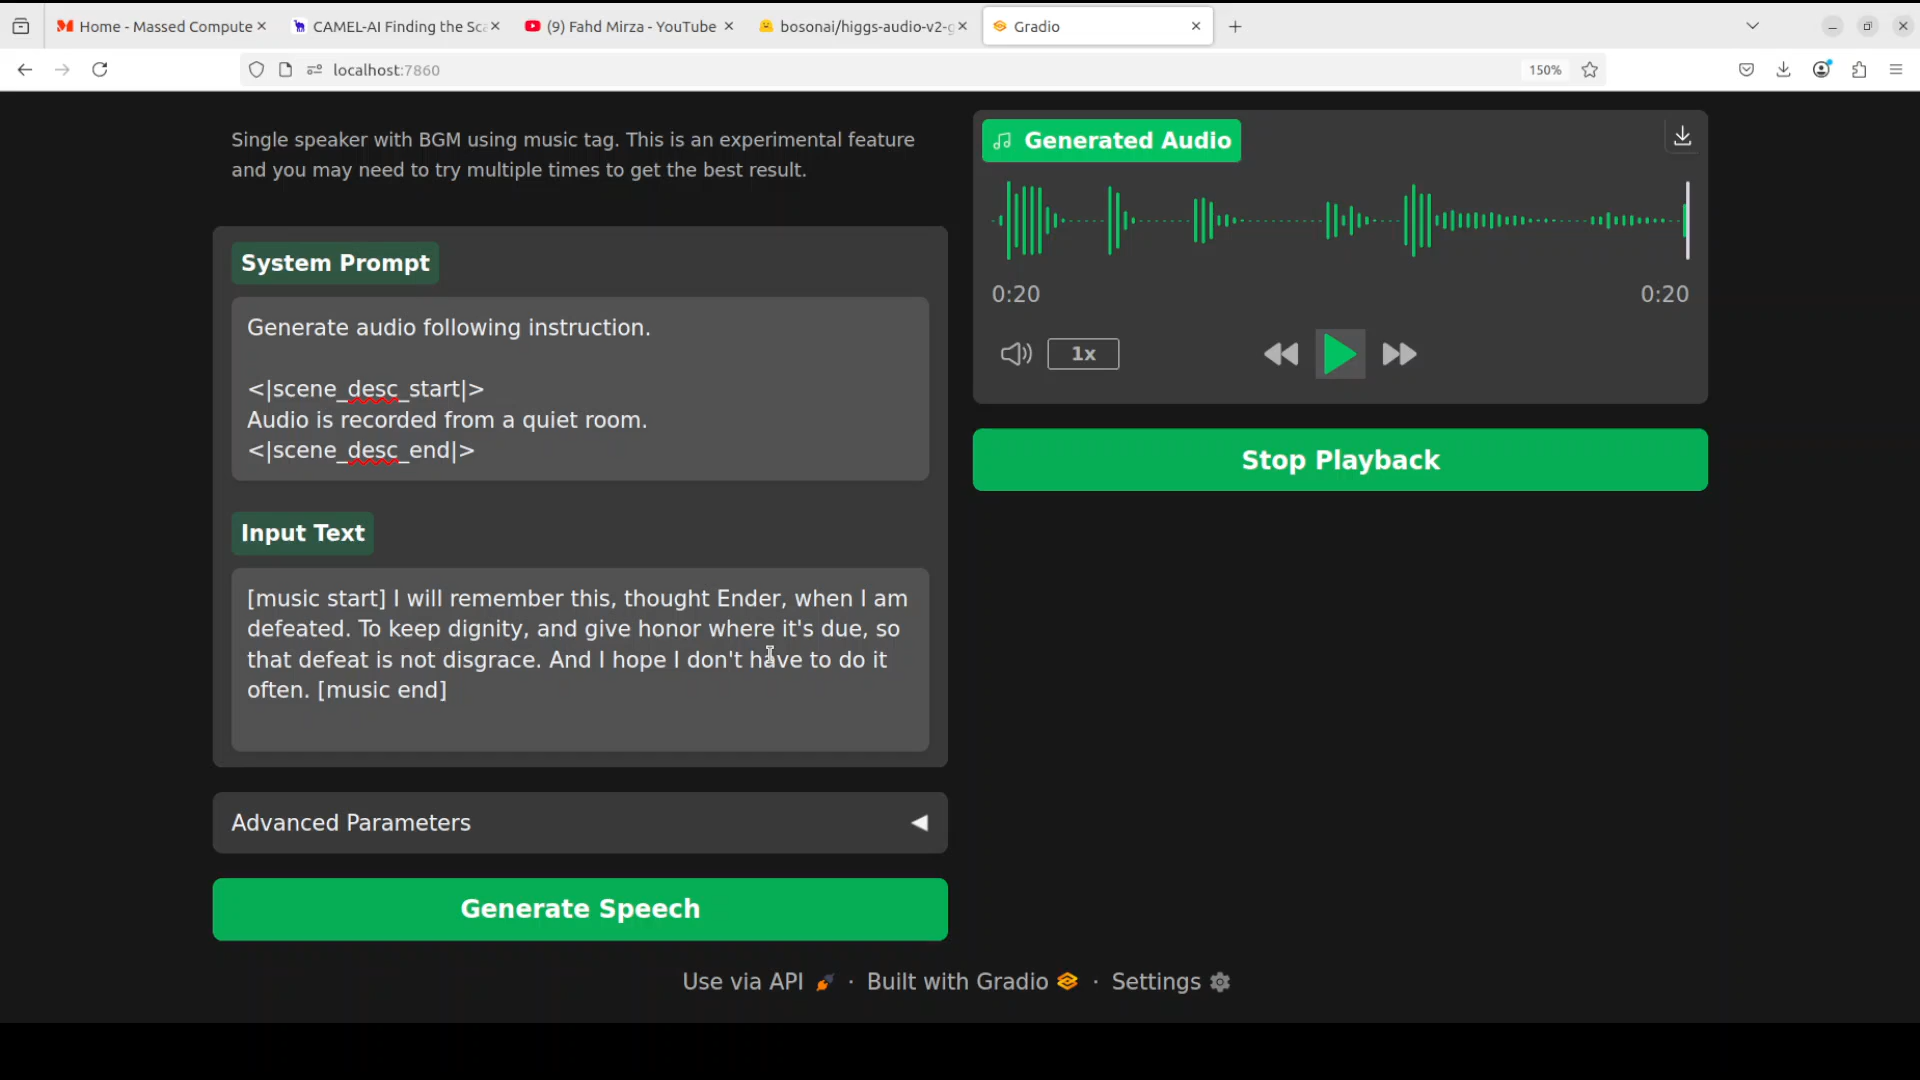 Home - Massed Compute
CAMEL-AI Finding the Sca
(9) Fahd Mirza - YouTube
bosonai/higgs-audio-v2-g
Gradio
localhost:7860
150%
Single speaker with BGM using music tag. This is an experimental feature
and you may need to try multiple times to get the best result.
System Prompt
Generate audio following instruction.
<|scene_desc_start|>
Audio is recorded from a quiet room.
<|scene_desc_end|>
Input Text
[music start] I will remember this, thought Ender, when I am
defeated. To keep dignity, and give honor where it's due, so
that defeat is not disgrace. And I hope I don't have to do it
often. [music end]
Advanced Parameters
Generate Speech
Generated Audio
0:20
0:20
1x
Stop Playback
Use via API · Built with Gradio · Settings